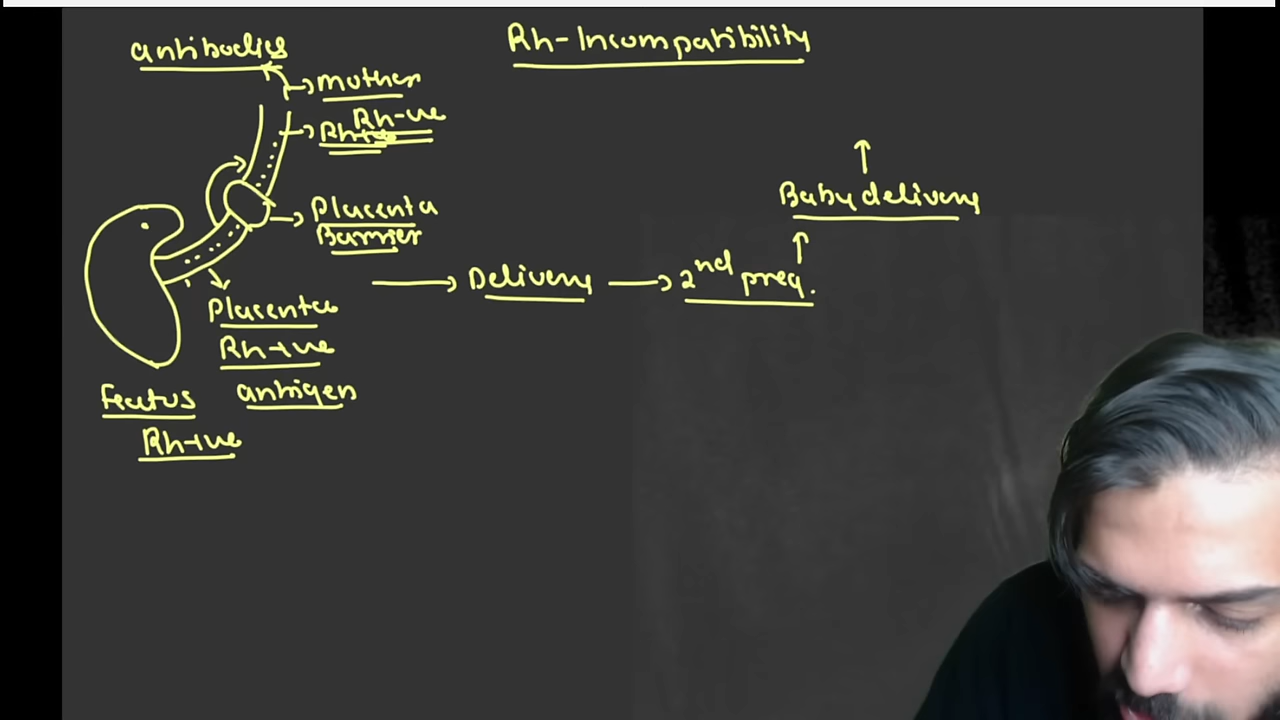 Rh-Incompatibility
antibodies
mother
Rh-ve
Placenta
Barrier
Baby delivery
Delivery
2nd preg.
Placenta
Rh+ve
antigen
Feutus
Rh+ve